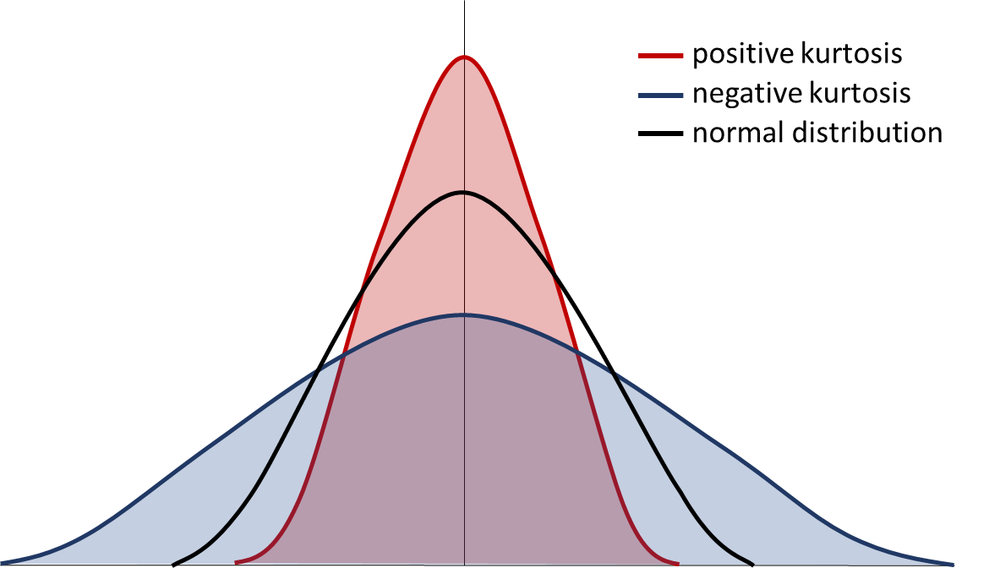 positive kurtosis
negative kurtosis
normal distribution